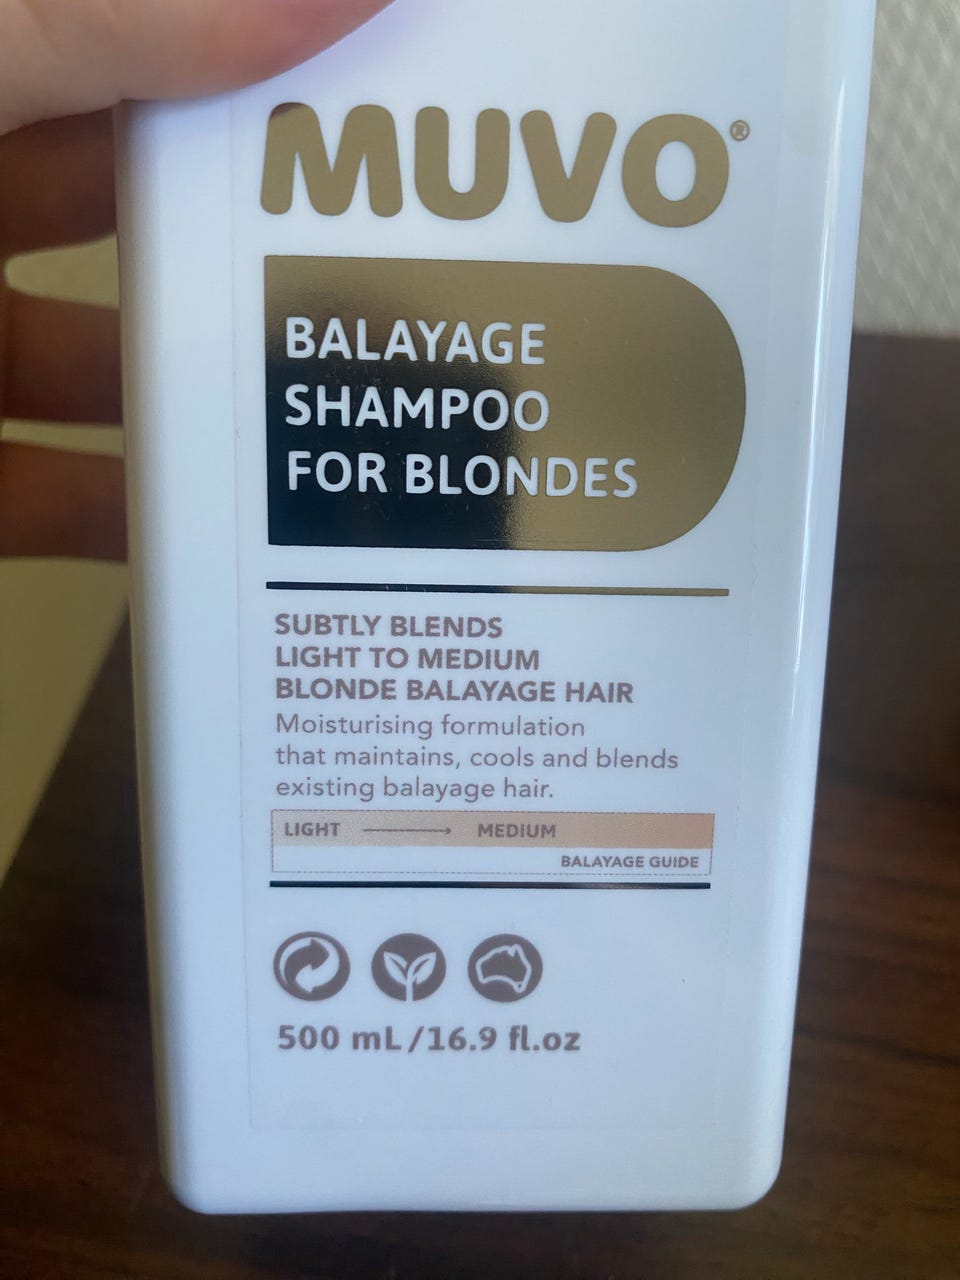 MUVO®
BALAYAGE
SHAMPOO
FOR BLONDES
SUBTLY BLENDS
LIGHT TO MEDIUM
BLONDE BALAYAGE HAIR
Moisturising formulation
that maintains, cools and blends
existing balayage hair.
LIGHT ⟶ MEDIUM
BALAYAGE GUIDE
500 mL/16.9 fl.oz